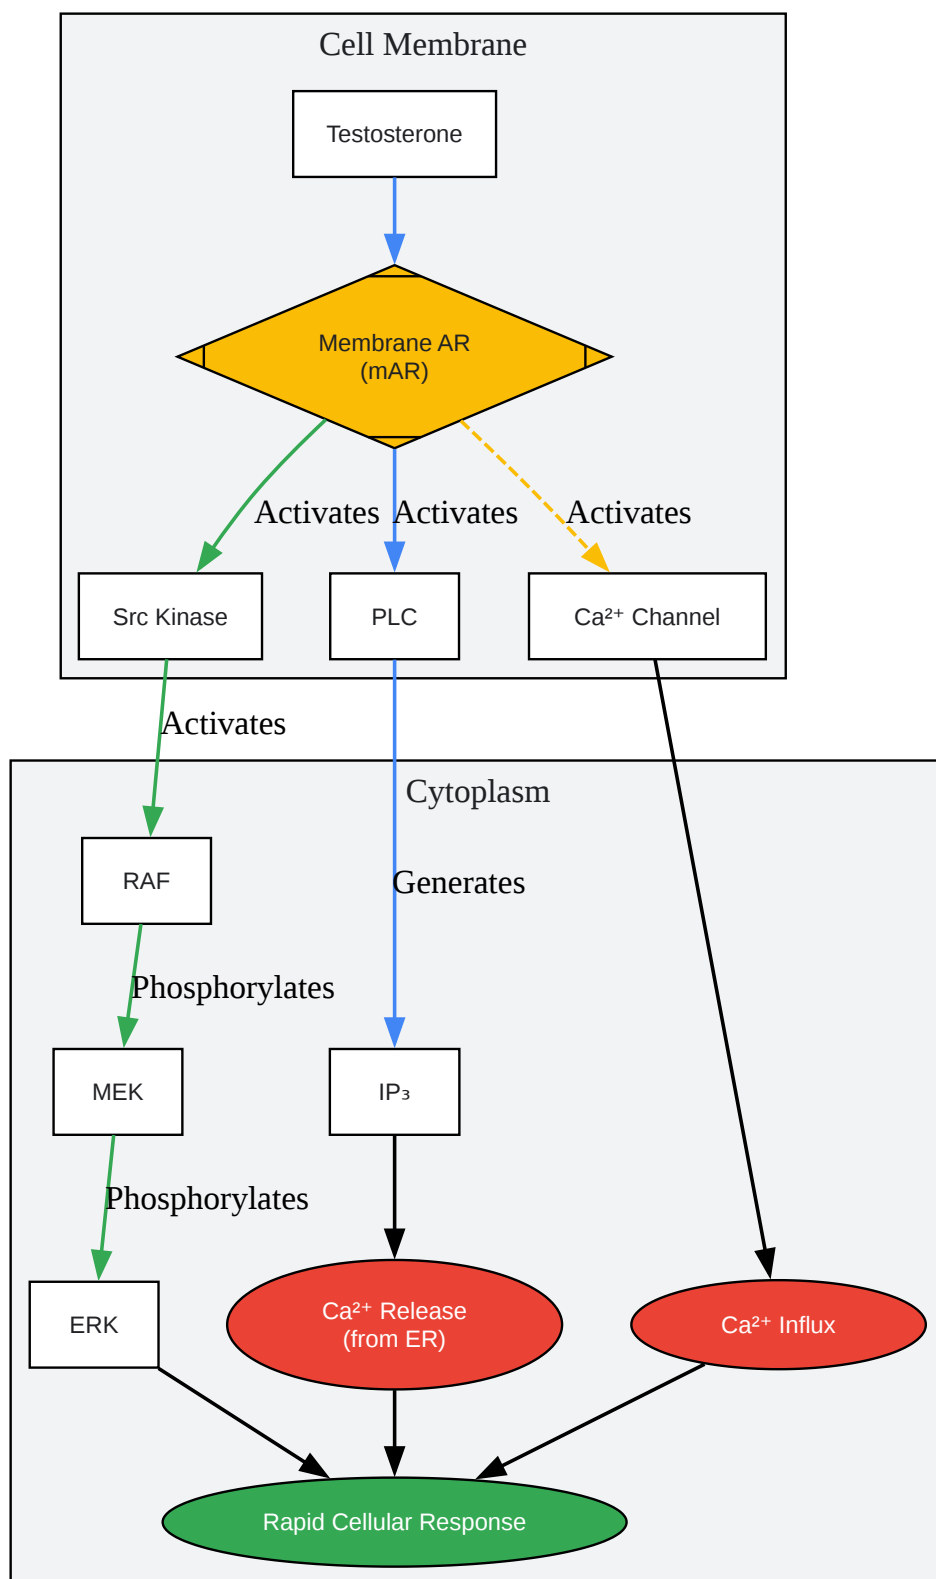 Cell Membrane
Testosterone
Membrane AR
(mAR)
Activates
Activates
Activates
Src Kinase
PLC
Ca²⁺ Channel
Activates
Cytoplasm
RAF
Generates
Phosphorylates
MEK
IP₃
Phosphorylates
ERK
Ca²⁺ Release
(from ER)
Ca²⁺ Influx
Rapid Cellular Response